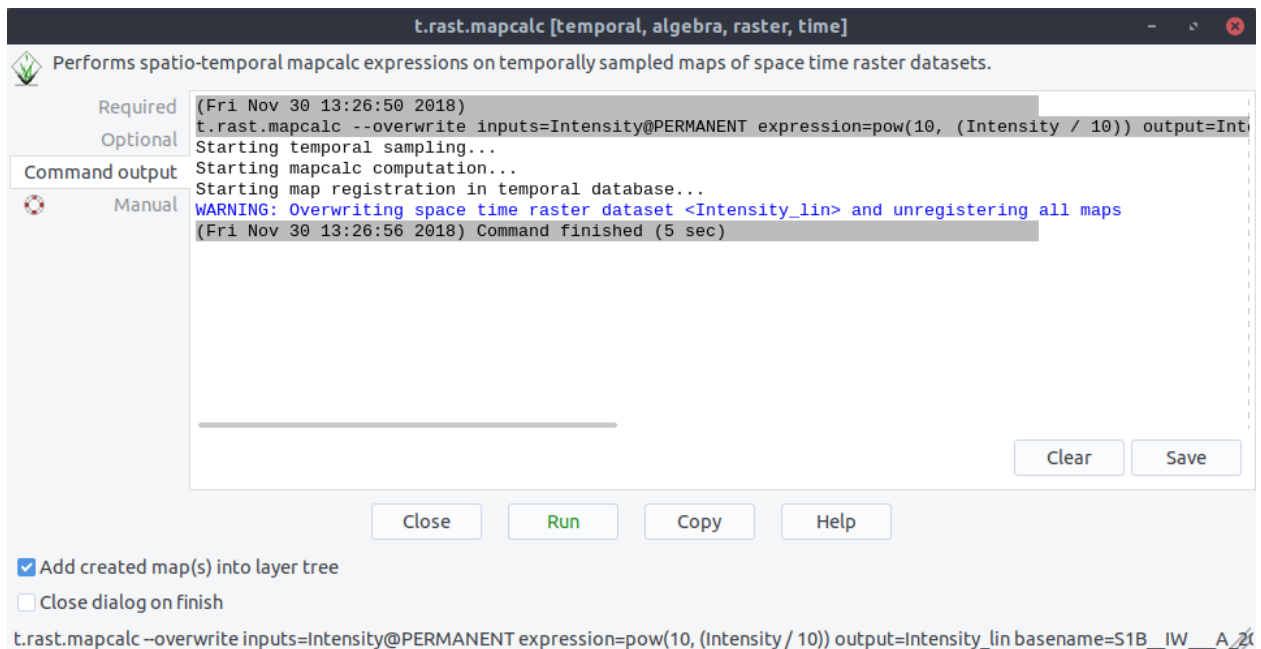 t.rast.mapcalc [temporal, algebra, raster, time]
Performs spatio-temporal mapcalc expressions on temporally sampled maps of space time raster datasets.
Required
Optional
Command output
Manual
(Fri Nov 30 13:26:50 2018)
t.rast.mapcalc --overwrite inputs=Intensity@PERMANENT expression=pow(10, (Intensity / 10)) output=Int
Starting temporal sampling...
Starting mapcalc computation...
Starting map registration in temporal database...
WARNING: Overwriting space time raster dataset <Intensity_lin> and unregistering all maps
(Fri Nov 30 13:26:56 2018) Command finished (5 sec)
Clear Save
Close Run Copy Help
Add created map(s) into layer tree
Close dialog on finish
t.rast.mapcalc --overwrite inputs=Intensity@PERMANENT expression=pow(10, (Intensity / 10)) output=Intensity_lin basename=S1B__IW___A_